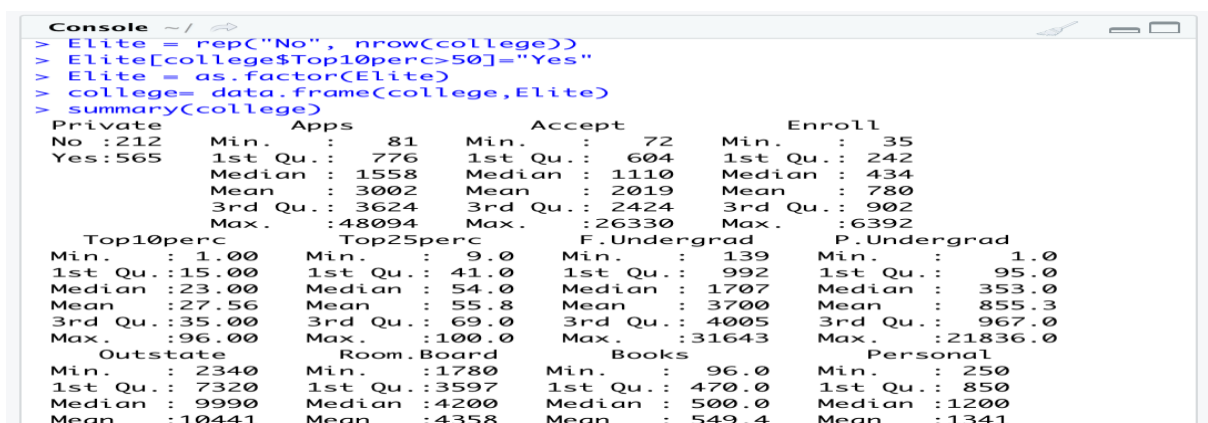 Console ~/
> Elite = rep("No", nrow(college))
> Elite[college$Top10perc>50]="Yes"
> Elite = as.factor(Elite)
> college= data.frame(college,Elite)
> summary(college)
 Private        Apps           Accept          Enroll
 No :212   Min.   :   81   Min.   :   72   Min.   :  35
 Yes:565   1st Qu.:  776   1st Qu.:  604   1st Qu.: 242
           Median : 1558   Median : 1110   Median : 434
           Mean   : 3002   Mean   : 2019   Mean   : 780
           3rd Qu.: 3624   3rd Qu.: 2424   3rd Qu.: 902
           Max.   :48094   Max.   :26330   Max.   :6392
   Top10perc       Top25perc      F.Undergrad     P.Undergrad
 Min.   : 1.00   Min.   :  9.0   Min.   :  139   Min.   :    1.0
 1st Qu.:15.00   1st Qu.: 41.0   1st Qu.:  992   1st Qu.:   95.0
 Median :23.00   Median : 54.0   Median : 1707   Median :  353.0
 Mean   :27.56   Mean   : 55.8   Mean   : 3700   Mean   :  855.3
 3rd Qu.:35.00   3rd Qu.: 69.0   3rd Qu.: 4005   3rd Qu.:  967.0
 Max.   :96.00   Max.   :100.0   Max.   :31643   Max.   :21836.0
    Outstate       Room.Board       Books           Personal
 Min.   : 2340   Min.   :1780   Min.   :  96.0   Min.   : 250
 1st Qu.: 7320   1st Qu.:3597   1st Qu.: 470.0   1st Qu.: 850
 Median : 9990   Median :4200   Median : 500.0   Median :1200
 Mean   :10441   Mean   :4358   Mean   : 549.4   Mean   :1341